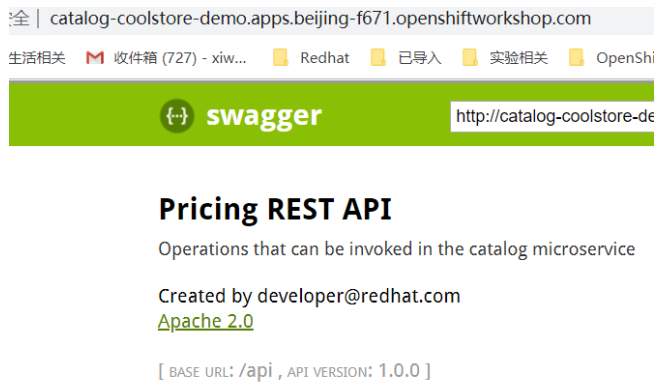 安全 | catalog-coolstore-demo.apps.beijing-f671.openshiftworkshop.com
生活相关 收件箱 (727) - xiw... Redhat 已导入 实验相关 OpenShi
{···} swagger http://catalog-coolstore-de
Pricing REST API
Operations that can be invoked in the catalog microservice
Created by developer@redhat.com
Apache 2.0
[ BASE URL: /api , API VERSION: 1.0.0 ]